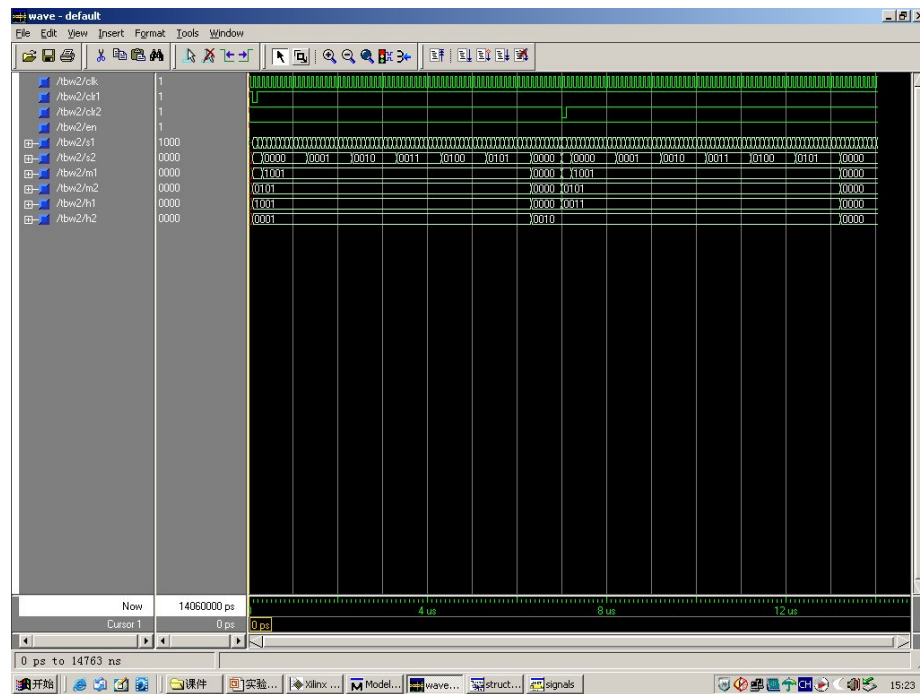 wave - default
File Edit View Insert Format Tools Window
/tbw2/clk 1
/tbw2/clr1 1
/tbw2/clr2 1
/tbw2/en 1
/tbw2/s1 1000
/tbw2/s2 0000 0000 0001 0010 0011 0100 0101 0000 0000 0001 0010 0011 0100 0101 0000
/tbw2/m1 0000 1001 0000 1001 0000
/tbw2/m2 0000 0101 0000 0101 0000
/tbw2/h1 0000 1001 0000 0011 0000
/tbw2/h2 0000 0001 0010 0000
Now 14060000 ps 4 us 8 us 12 us
Cursor 1 0 ps 0 ps
0 ps to 14763 ns
开始 课件 实验... Xilinx ... Model... wave... struct... signals CH 15:23